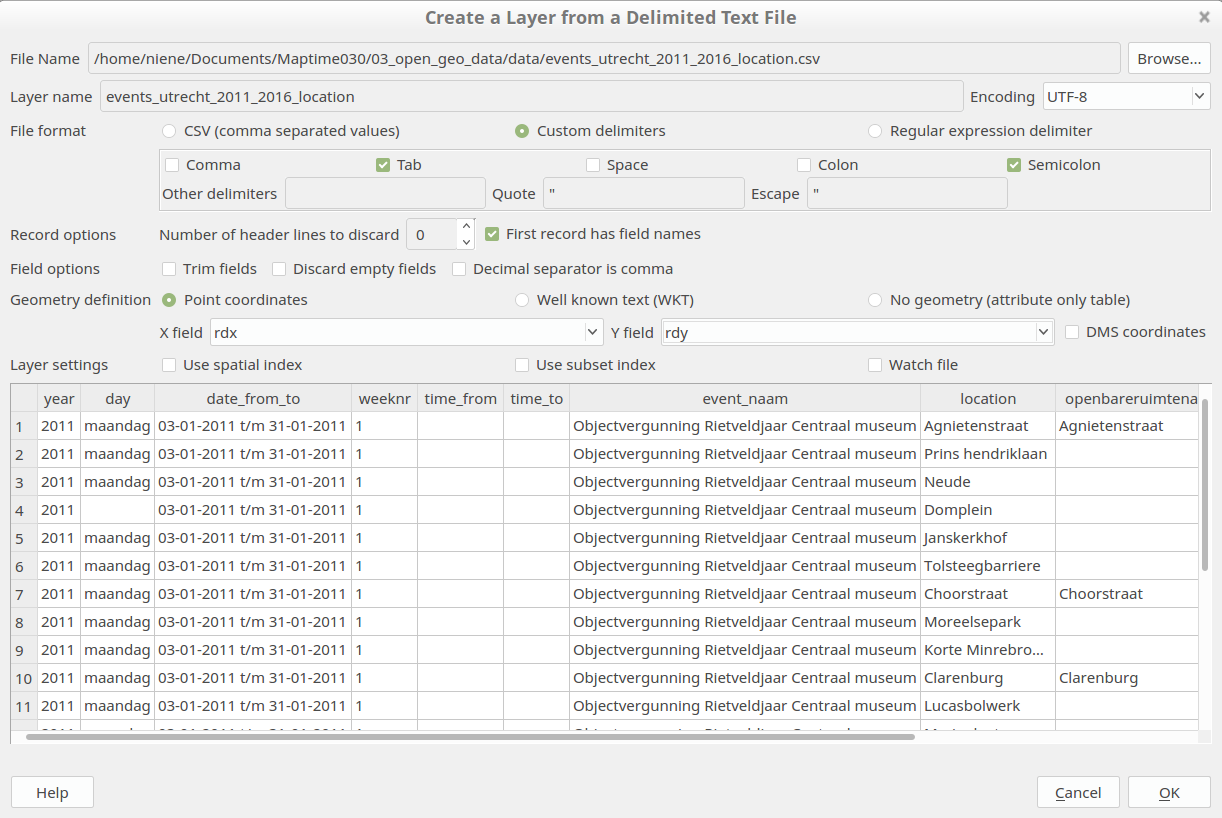 Create a Layer from a Delimited Text File
File Name /home/niene/Documents/Maptime030/03_open_geo_data/data/events_utrecht_2011_2016_location.csv Browse...
Layer name events_utrecht_2011_2016_location Encoding UTF-8
File format CSV (comma separated values) Custom delimiters Regular expression delimiter
Comma Tab Space Colon Semicolon
Other delimiters Quote " Escape "
Record options Number of header lines to discard 0 First record has field names
Field options Trim fields Discard empty fields Decimal separator is comma
Geometry definition Point coordinates Well known text (WKT) No geometry (attribute only table)
X field rdx Y field rdy DMS coordinates
Layer settings Use spatial index Use subset index Watch file
year day date_from_to weeknr time_from time_to event_naam location openbareruimtena
1 2011 maandag 03-01-2011 t/m 31-01-2011 1 Objectvergunning Rietveldjaar Centraal museum Agnietenstraat Agnietenstraat
2 2011 maandag 03-01-2011 t/m 31-01-2011 1 Objectvergunning Rietveldjaar Centraal museum Prins hendriklaan
3 2011 maandag 03-01-2011 t/m 31-01-2011 1 Objectvergunning Rietveldjaar Centraal museum Neude
4 2011 03-01-2011 t/m 31-01-2011 1 Objectvergunning Rietveldjaar Centraal museum Domplein
5 2011 maandag 03-01-2011 t/m 31-01-2011 1 Objectvergunning Rietveldjaar Centraal museum Janskerkhof
6 2011 maandag 03-01-2011 t/m 31-01-2011 1 Objectvergunning Rietveldjaar Centraal museum Tolsteegbarriere
7 2011 maandag 03-01-2011 t/m 31-01-2011 1 Objectvergunning Rietveldjaar Centraal museum Choorstraat Choorstraat
8 2011 maandag 03-01-2011 t/m 31-01-2011 1 Objectvergunning Rietveldjaar Centraal museum Moreelsepark
9 2011 maandag 03-01-2011 t/m 31-01-2011 1 Objectvergunning Rietveldjaar Centraal museum Korte Minrebro...
10 2011 maandag 03-01-2011 t/m 31-01-2011 1 Objectvergunning Rietveldjaar Centraal museum Clarenburg Clarenburg
11 2011 maandag 03-01-2011 t/m 31-01-2011 1 Objectvergunning Rietveldjaar Centraal museum Lucasbolwerk
Help Cancel OK